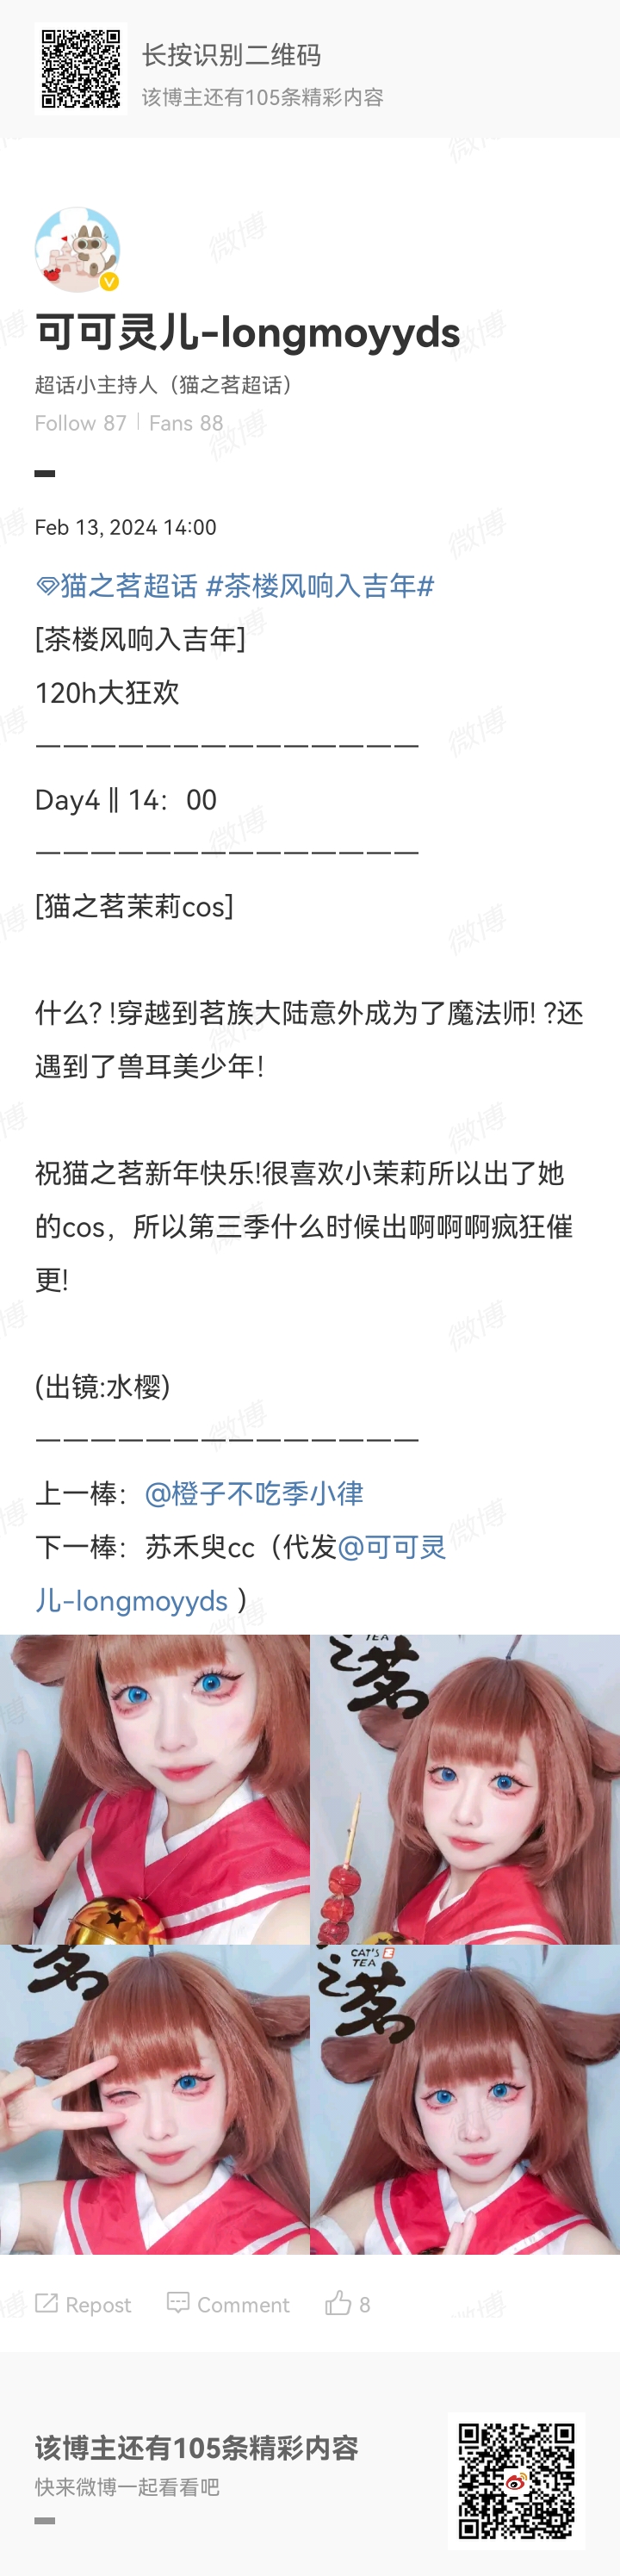 长按识别二维码
该博主还有105条精彩内容
可可灵儿-longmoyyds
超话小主持人（猫之茗超话）
Follow 87 | Fans 88
Feb 13, 2024 14:00
猫之茗超话 #茶楼风响入吉年#
[茶楼风响入吉年]
120h大狂欢
——————————————
Day4 ‖ 14：00
——————————————
[猫之茗茉莉cos]
什么? !穿越到茗族大陆意外成为了魔法师! ?还
遇到了兽耳美少年!
祝猫之茗新年快乐!很喜欢小茉莉所以出了她
的cos，所以第三季什么时候出啊啊啊疯狂催
更!
(出镜:水樱)
——————————————
上一棒：@橙子不吃季小律
下一棒：苏禾臾cc（代发@可可灵
儿-longmoyyds ）
TEA
之茗
茗
CAT'S
TEA
之茗
Repost Comment 8
该博主还有105条精彩内容
快来微博一起看看吧
微博